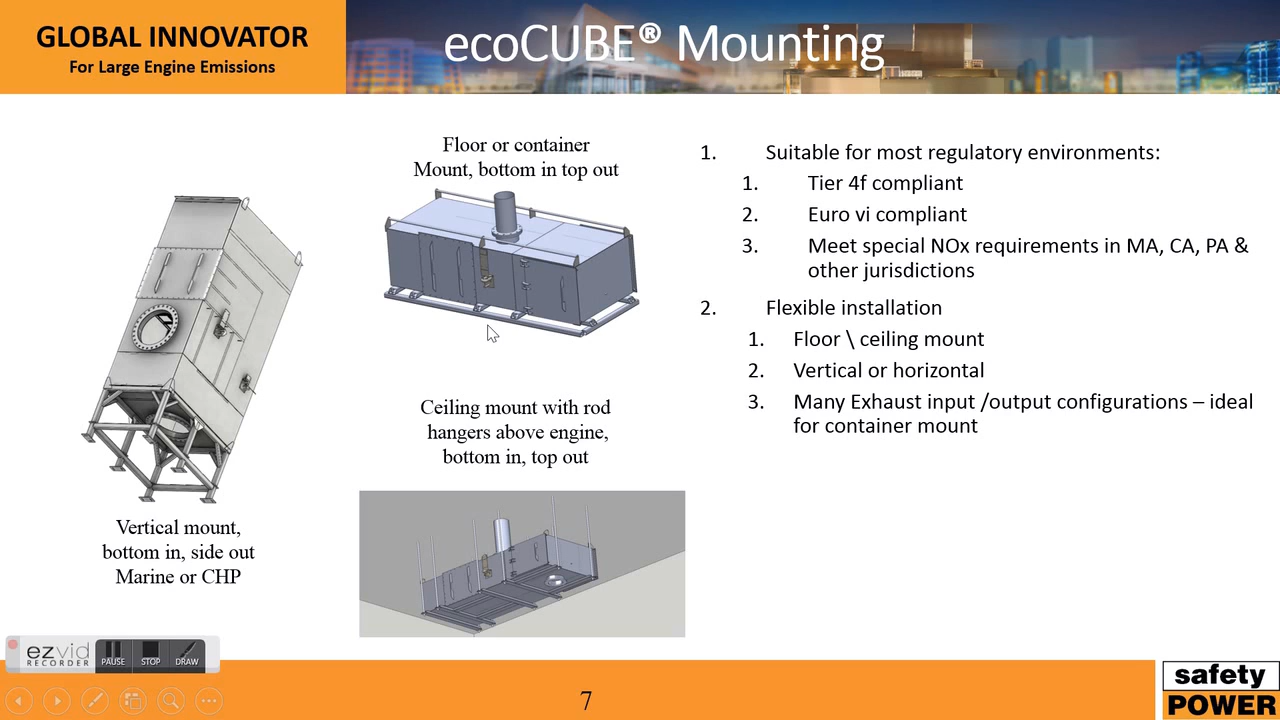 GLOBAL INNOVATOR
For Large Engine Emissions
ecoCUBE® Mounting
Floor or container
Mount, bottom in top out
Vertical mount,
bottom in, side out
Marine or CHP
Ceiling mount with rod
hangers above engine,
bottom in, top out
1. Suitable for most regulatory environments:
1. Tier 4f compliant
2. Euro vi compliant
3. Meet special NOx requirements in MA, CA, PA &
other jurisdictions
2. Flexible installation
1. Floor \ ceiling mount
2. Vertical or horizontal
3. Many Exhaust input /output configurations – ideal
for container mount
ezvid
RECORDER
PAUSE
STOP
DRAW
7
safety
POWER